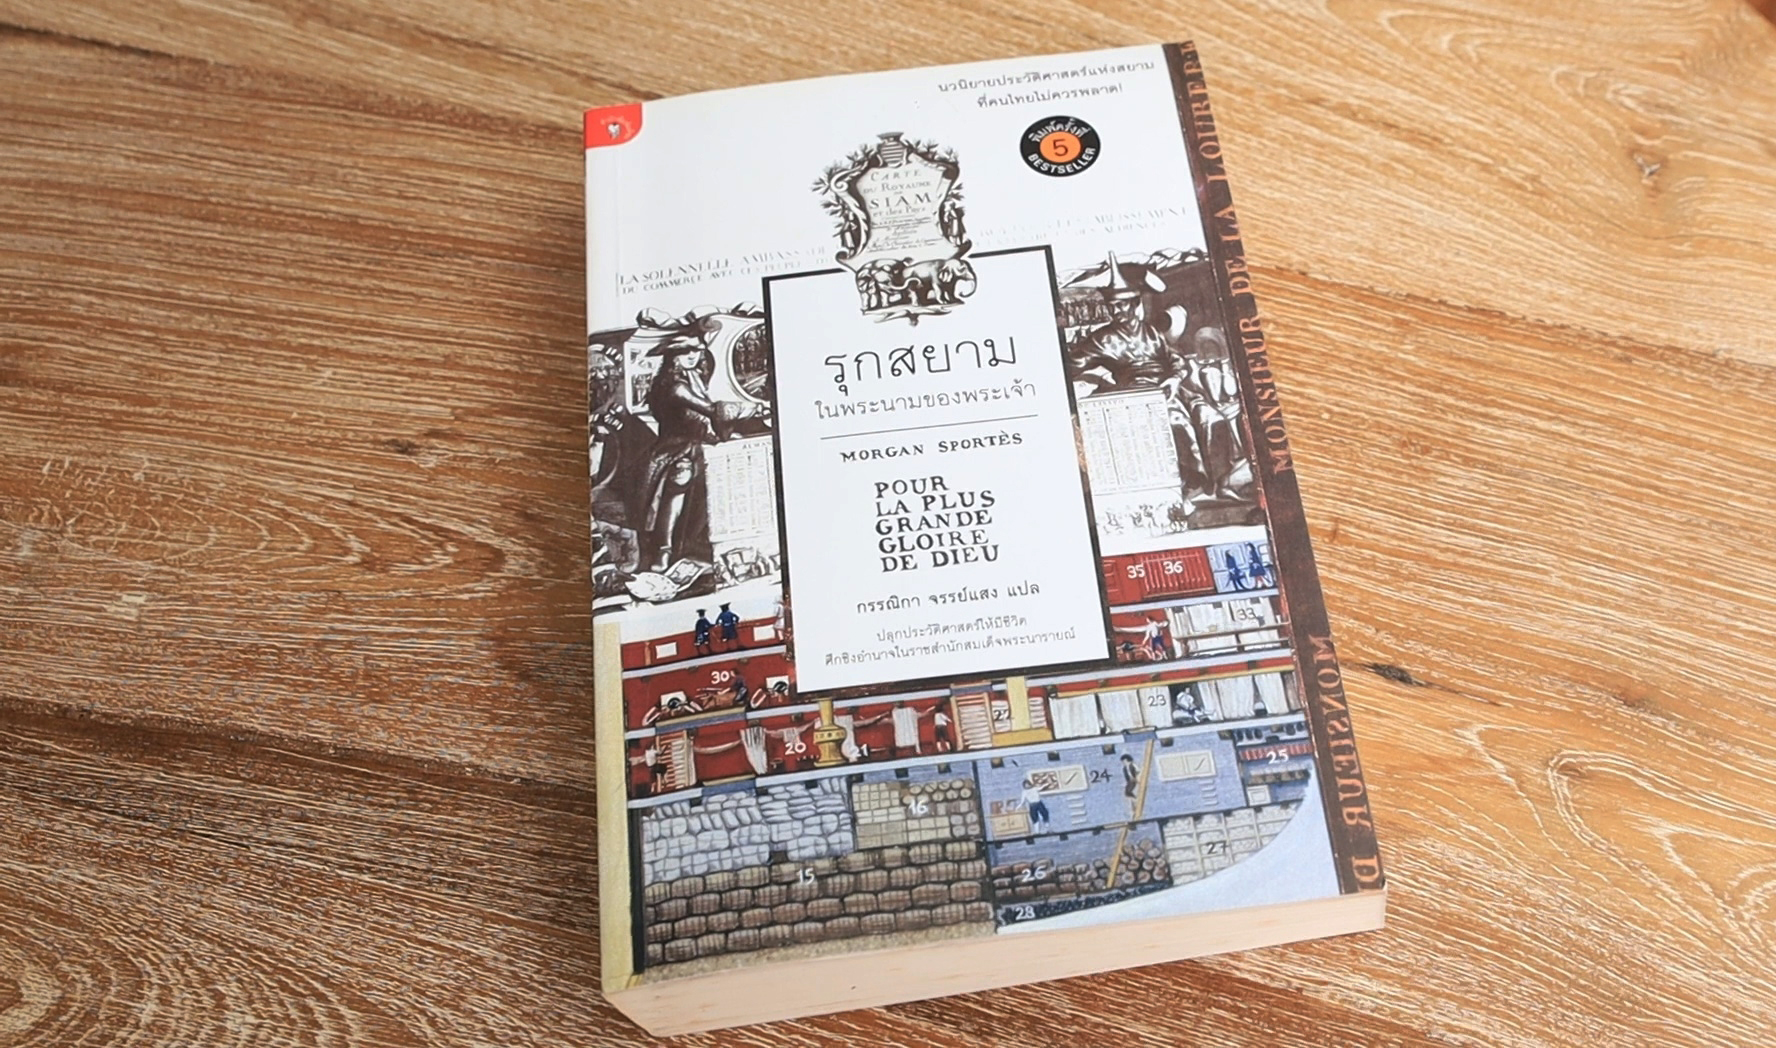 นวนิยายประวัติศาสตร์แห่งสยาม
ที่คนไทยไม่ควรพลาด!
พิมพ์ครั้งที่
5
BESTSELLER
CARTE
DU ROYAUME
DE
SIAM
et des Pays
LA SOLENNELLE AMBASSADE
DU COMMERCE AVEC CES PEUPLES
รุกสยาม
ในพระนามของพระเจ้า
MORGAN SPORTÈS
POUR
LA PLUS
GRANDE
GLOIRE
DE DIEU
กรรณิกา จรรย์แสง แปล
ปลุกประวัติศาสตร์ให้มีชีวิต
ศึกชิงอำนาจในราชสำนักสมเด็จพระนารายณ์
35 36
33
30
23
22
20 21
25
24
16
27
15
26
28
MONSIEUR DE LA LOUBERE
MONSIEUR D